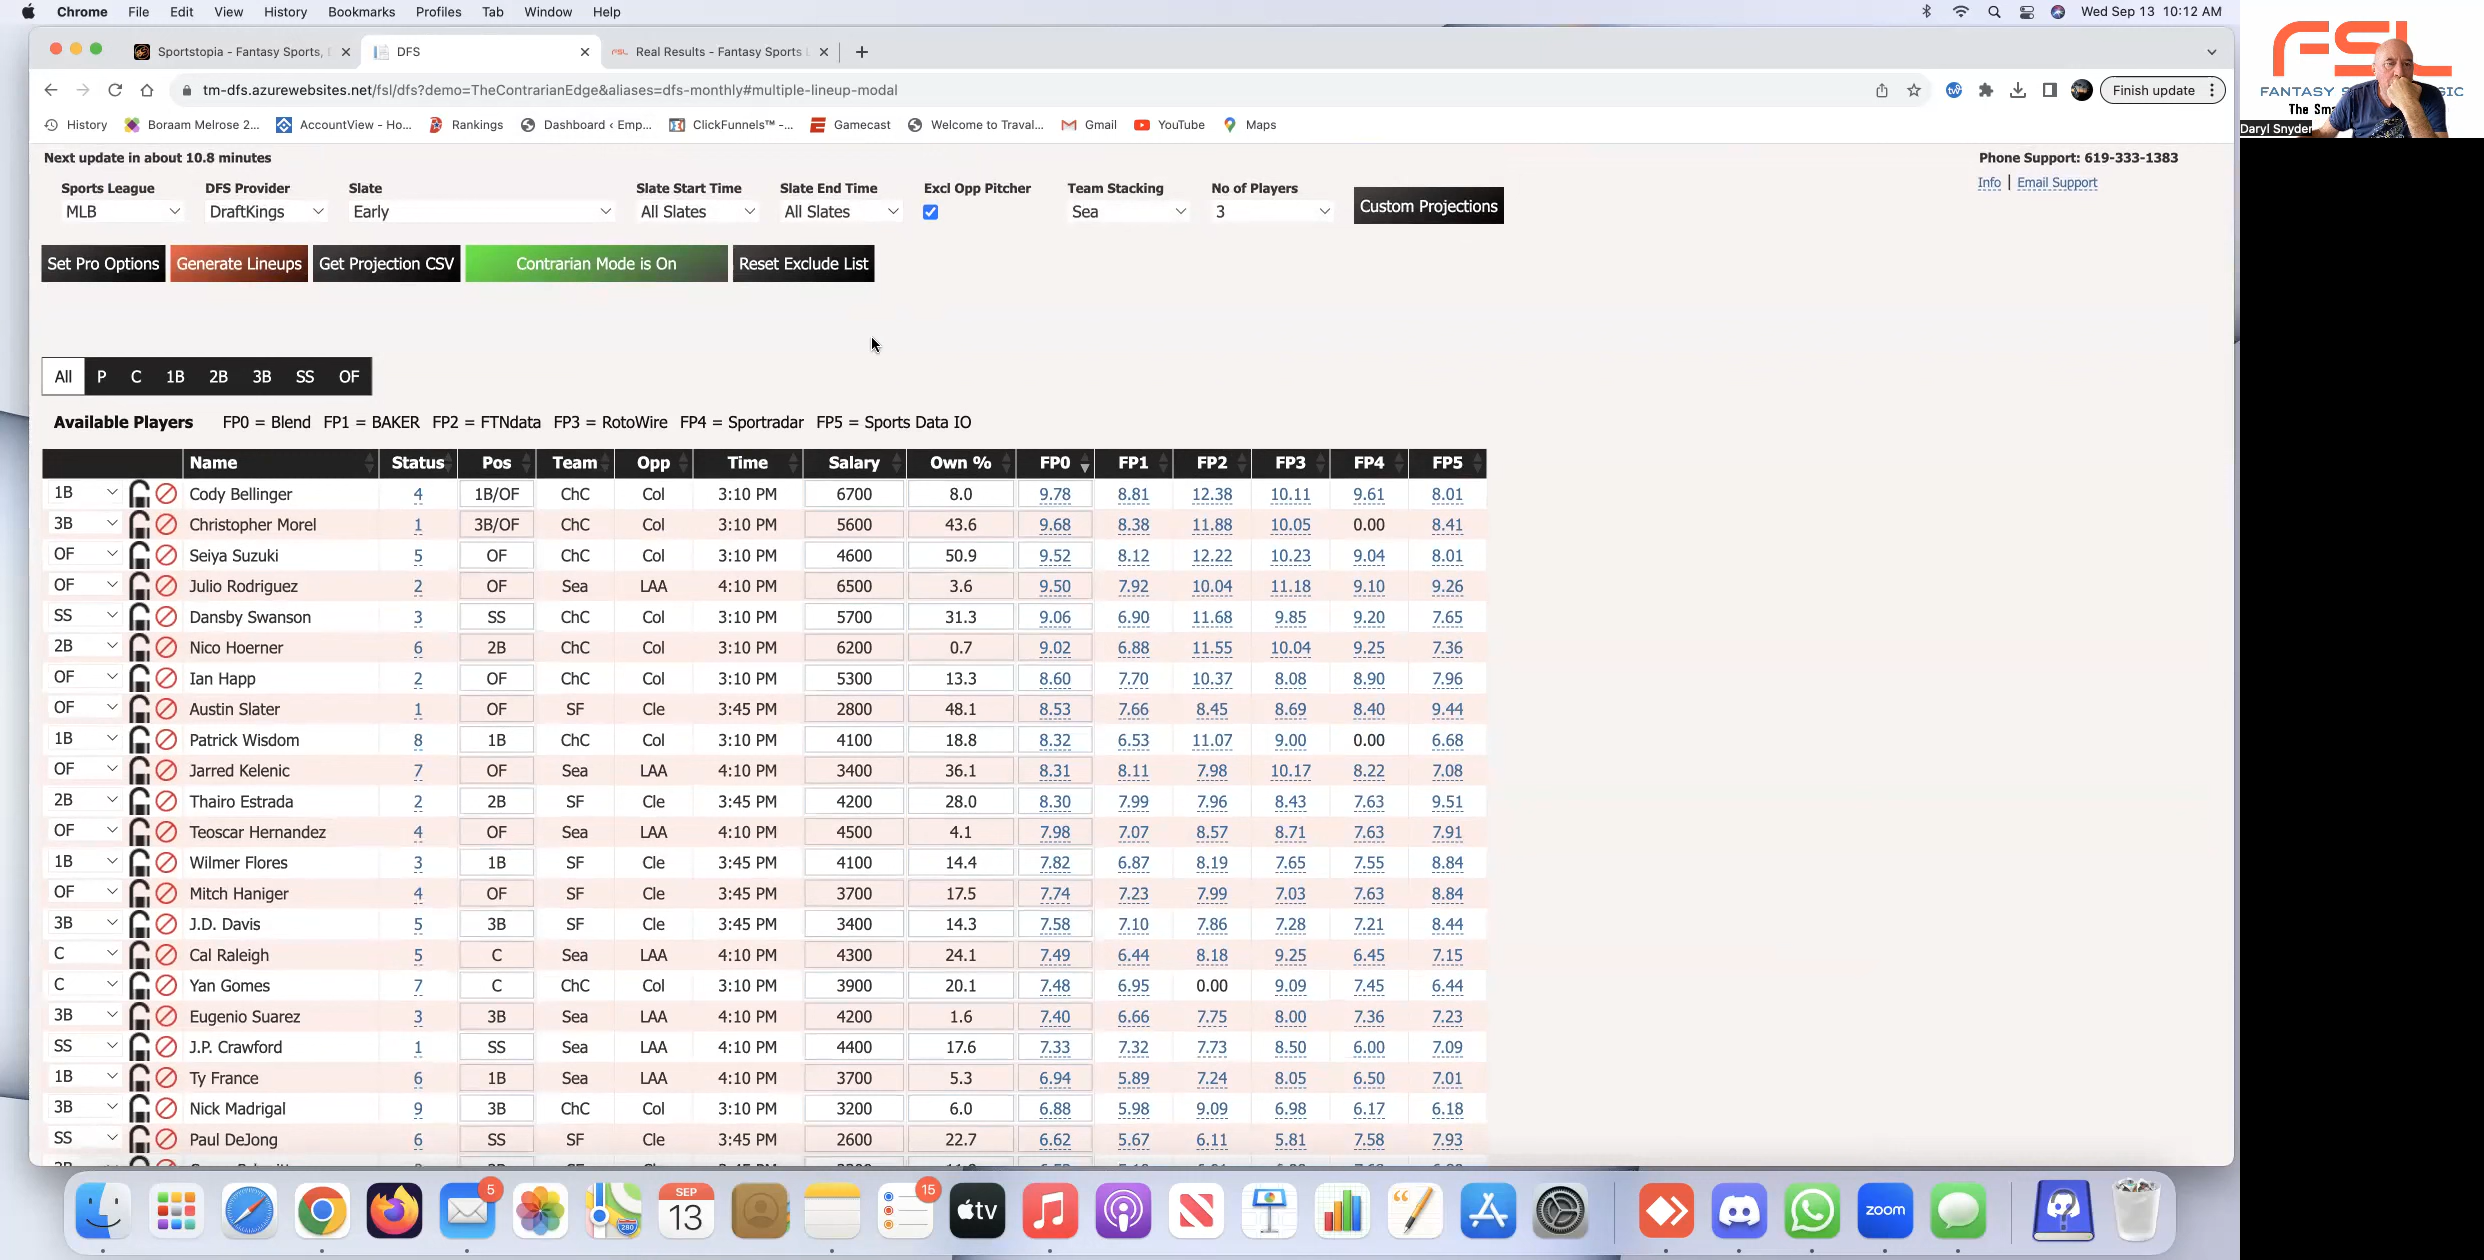 Chrome File Edit View History Bookmarks Profiles Tab Window Help Wed Sep 13 10:12 AM
Sportstopia - Fantasy Sports, DFS Real Results - Fantasy Sports
tm-dfs.azurewebsites.net/fsl/dfs?demo=TheContrarianEdge&aliases=dfs-monthly#multiple-lineup-modal Finish update
History Boraam Melrose 2... AccountView - Ho... Rankings Dashboard ‹ Emp... ClickFunnels™ -... Gamecast Welcome to Traval... Gmail YouTube Maps
FSL
FANTASY
The
Daryl Snyder
Next update in about 10.8 minutes
Phone Support: 619-333-1383
Info | Email Support
Sports League DFS Provider Slate Slate Start Time Slate End Time Excl Opp Pitcher Team Stacking No of Players
MLB DraftKings Early All Slates All Slates Sea 3 Custom Projections
Set Pro Options Generate Lineups Get Projection CSV Contrarian Mode is On Reset Exclude List
All P C 1B 2B 3B SS OF
Available Players FP0 = Blend FP1 = BAKER FP2 = FTNdata FP3 = RotoWire FP4 = Sportradar FP5 = Sports Data IO
Name Status Pos Team Opp Time Salary Own % FP0 FP1 FP2 FP3 FP4 FP5
1B Cody Bellinger 4 1B/OF ChC Col 3:10 PM 6700 8.0 9.78 8.81 12.38 10.11 9.61 8.01
3B Christopher Morel 1 3B/OF ChC Col 3:10 PM 5600 43.6 9.68 8.38 11.88 10.05 0.00 8.41
OF Seiya Suzuki 5 OF ChC Col 3:10 PM 4600 50.9 9.52 8.12 12.22 10.23 9.04 8.01
OF Julio Rodriguez 2 OF Sea LAA 4:10 PM 6500 3.6 9.50 7.92 10.04 11.18 9.10 9.26
SS Dansby Swanson 3 SS ChC Col 3:10 PM 5700 31.3 9.06 6.90 11.68 9.85 9.20 7.65
2B Nico Hoerner 6 2B ChC Col 3:10 PM 6200 0.7 9.02 6.88 11.55 10.04 9.25 7.36
OF Ian Happ 2 OF ChC Col 3:10 PM 5300 13.3 8.60 7.70 10.37 8.08 8.90 7.96
OF Austin Slater 1 OF SF Cle 3:45 PM 2800 48.1 8.53 7.66 8.45 8.69 8.40 9.44
1B Patrick Wisdom 8 1B ChC Col 3:10 PM 4100 18.8 8.32 6.53 11.07 9.00 0.00 6.68
OF Jarred Kelenic 7 OF Sea LAA 4:10 PM 3400 36.1 8.31 8.11 7.98 10.17 8.22 7.08
2B Thairo Estrada 2 2B SF Cle 3:45 PM 4200 28.0 8.30 7.99 7.96 8.43 7.63 9.51
OF Teoscar Hernandez 4 OF Sea LAA 4:10 PM 4500 4.1 7.98 7.07 8.57 8.71 7.63 7.91
1B Wilmer Flores 3 1B SF Cle 3:45 PM 4100 14.4 7.82 6.87 8.19 7.65 7.55 8.84
OF Mitch Haniger 4 OF SF Cle 3:45 PM 3700 17.5 7.74 7.23 7.99 7.03 7.63 8.84
3B J.D. Davis 5 3B SF Cle 3:45 PM 3400 14.3 7.58 7.10 7.86 7.28 7.21 8.44
C Cal Raleigh 5 C Sea LAA 4:10 PM 4300 24.1 7.49 6.44 8.18 9.25 6.45 7.15
C Yan Gomes 7 C ChC Col 3:10 PM 3900 20.1 7.48 6.95 0.00 9.09 7.45 6.44
3B Eugenio Suarez 3 3B Sea LAA 4:10 PM 4200 1.6 7.40 6.66 7.75 8.00 7.36 7.23
SS J.P. Crawford 1 SS Sea LAA 4:10 PM 4400 17.6 7.33 7.32 7.73 8.50 6.00 7.09
1B Ty France 6 1B Sea LAA 4:10 PM 3700 5.3 6.94 5.89 7.24 8.05 6.50 7.01
3B Nick Madrigal 9 3B ChC Col 3:10 PM 3200 6.0 6.88 5.98 9.09 6.98 6.17 6.18
SS Paul DeJong 6 SS SF Cle 3:45 PM 2600 22.7 6.62 5.67 6.11 5.81 7.58 7.93
5 SEP 13 280 15 tv zoom